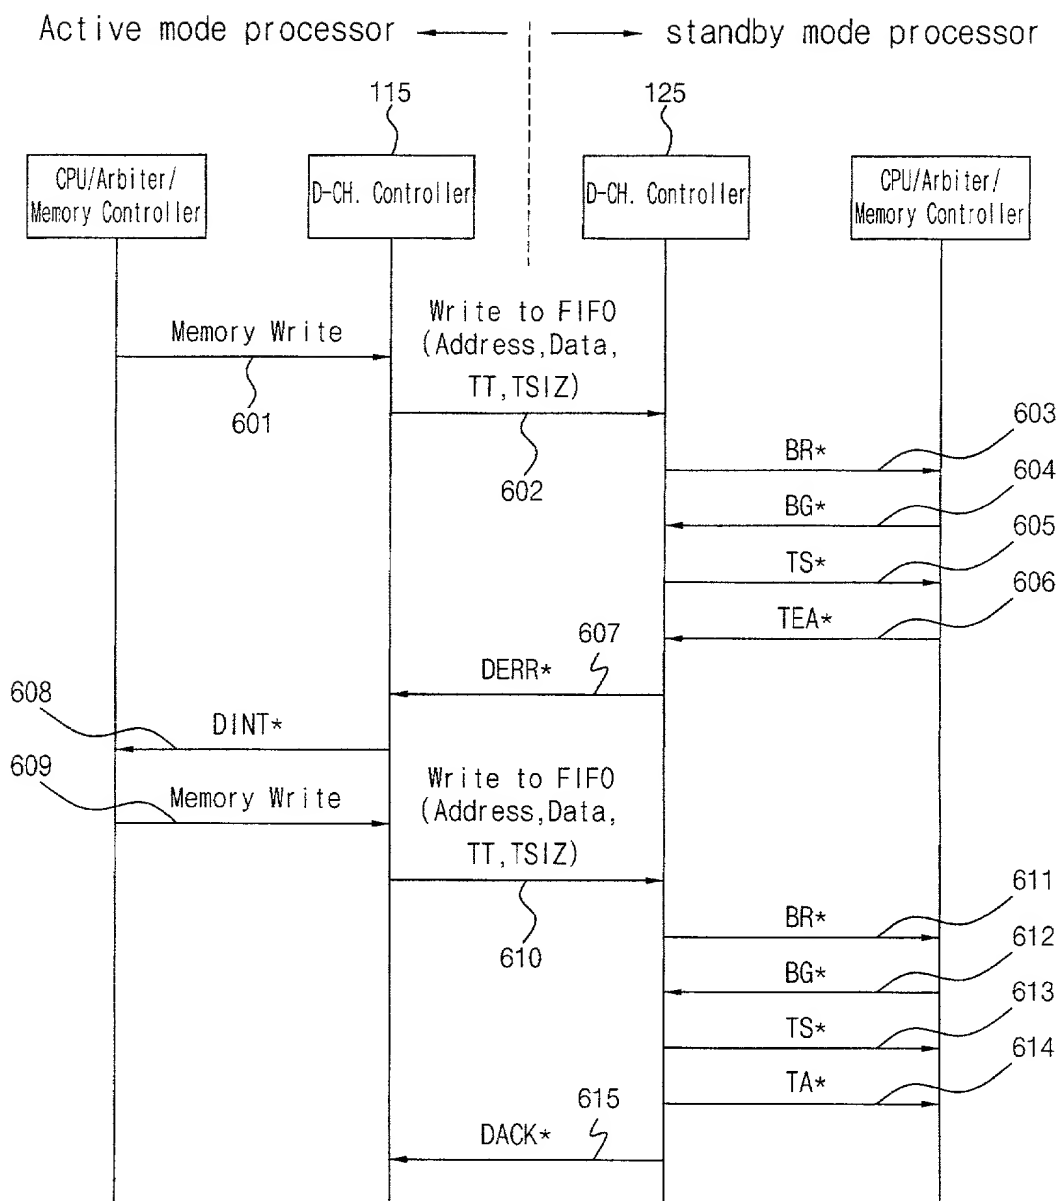 Active mode processor
standby mode processor
115
125
CPU/Arbiter/
Memory Controller
D-CH. Controller
D-CH. Controller
CPU/Arbiter/
Memory Controller
Memory Write
601
Write to FIFO
(Address,Data,
TT,TSIZ)
602
BR*
603
BG*
604
TS*
605
TEA*
606
607
DERR*
608
DINT*
609
Memory Write
Write to FIFO
(Address,Data,
TT,TSIZ)
610
BR*
611
BG*
612
TS*
613
TA*
614
615
DACK*